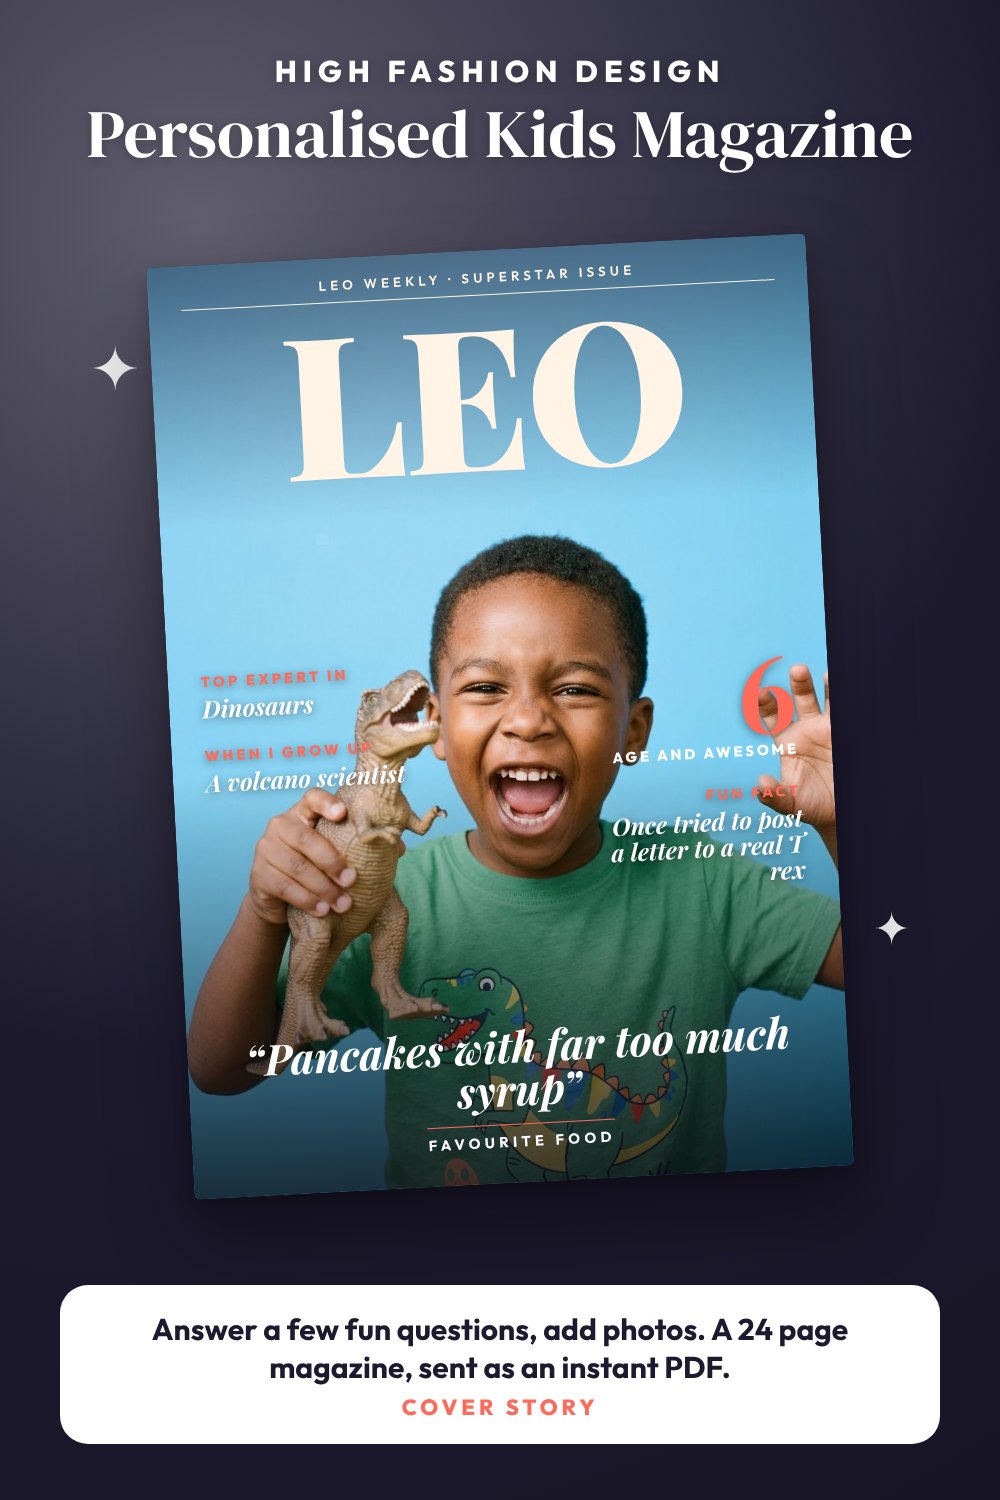 HIGH FASHION DESIGN
Personalised Kids Magazine
LEO WEEKLY · SUPERSTAR ISSUE
LEO
TOP EXPERT IN
Dinosaurs
WHEN I GROW UP
A volcano scientist
6
AGE AND AWESOME
FUN FACT
Once tried to post
a letter to a real T
rex
“Pancakes with far too much
syrup”
FAVOURITE FOOD
Answer a few fun questions, add photos. A 24 page
magazine, sent as an instant PDF.
COVER STORY